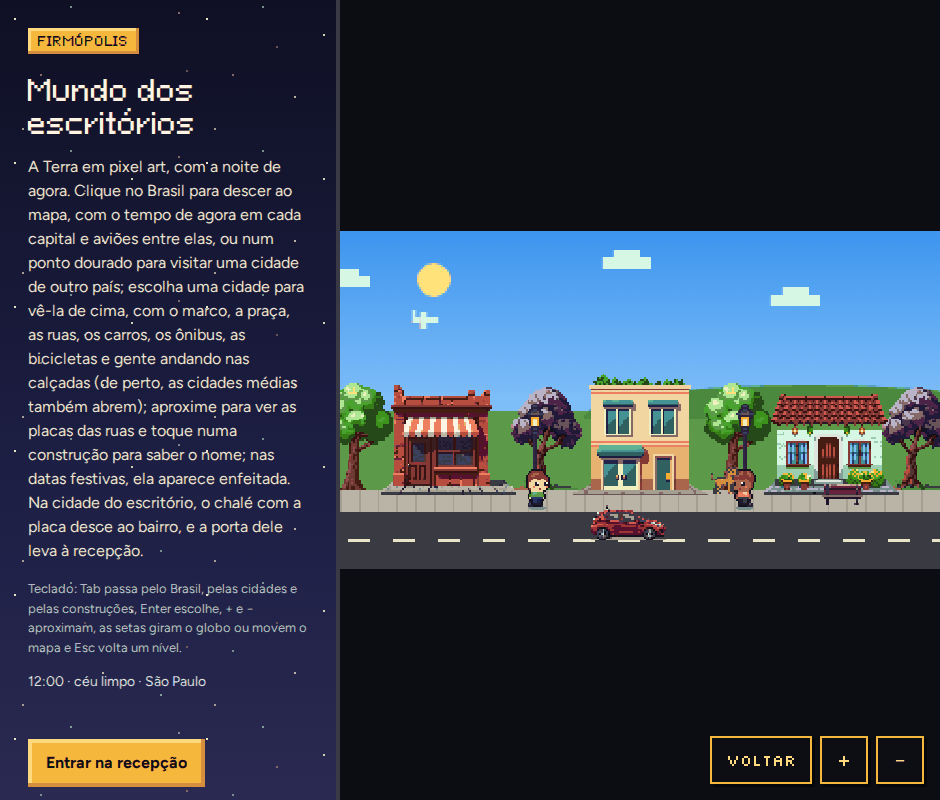 FIRMÓPOLIS
Mundo dos
escritórios
A Terra em pixel art, com a noite de
agora. Clique no Brasil para descer ao
mapa, com o tempo de agora em cada
capital e aviões entre elas, ou num
ponto dourado para visitar uma cidade
de outro país; escolha uma cidade para
vê-la de cima, com o marco, a praça,
as ruas, os carros, os ônibus, as
bicicletas e gente andando nas
calçadas (de perto, as cidades médias
também abrem); aproxime para ver as
placas das ruas e toque numa
construção para saber o nome; nas
datas festivas, ela aparece enfeitada.
Na cidade do escritório, o chalé com a
placa desce ao bairro, e a porta dele
leva à recepção.
Teclado: Tab passa pelo Brasil, pelas cidades e
pelas construções, Enter escolhe, + e −
aproximam, as setas giram o globo ou movem o
mapa e Esc volta um nível.
12:00 · céu limpo · São Paulo
Entrar na recepção
VOLTAR + −